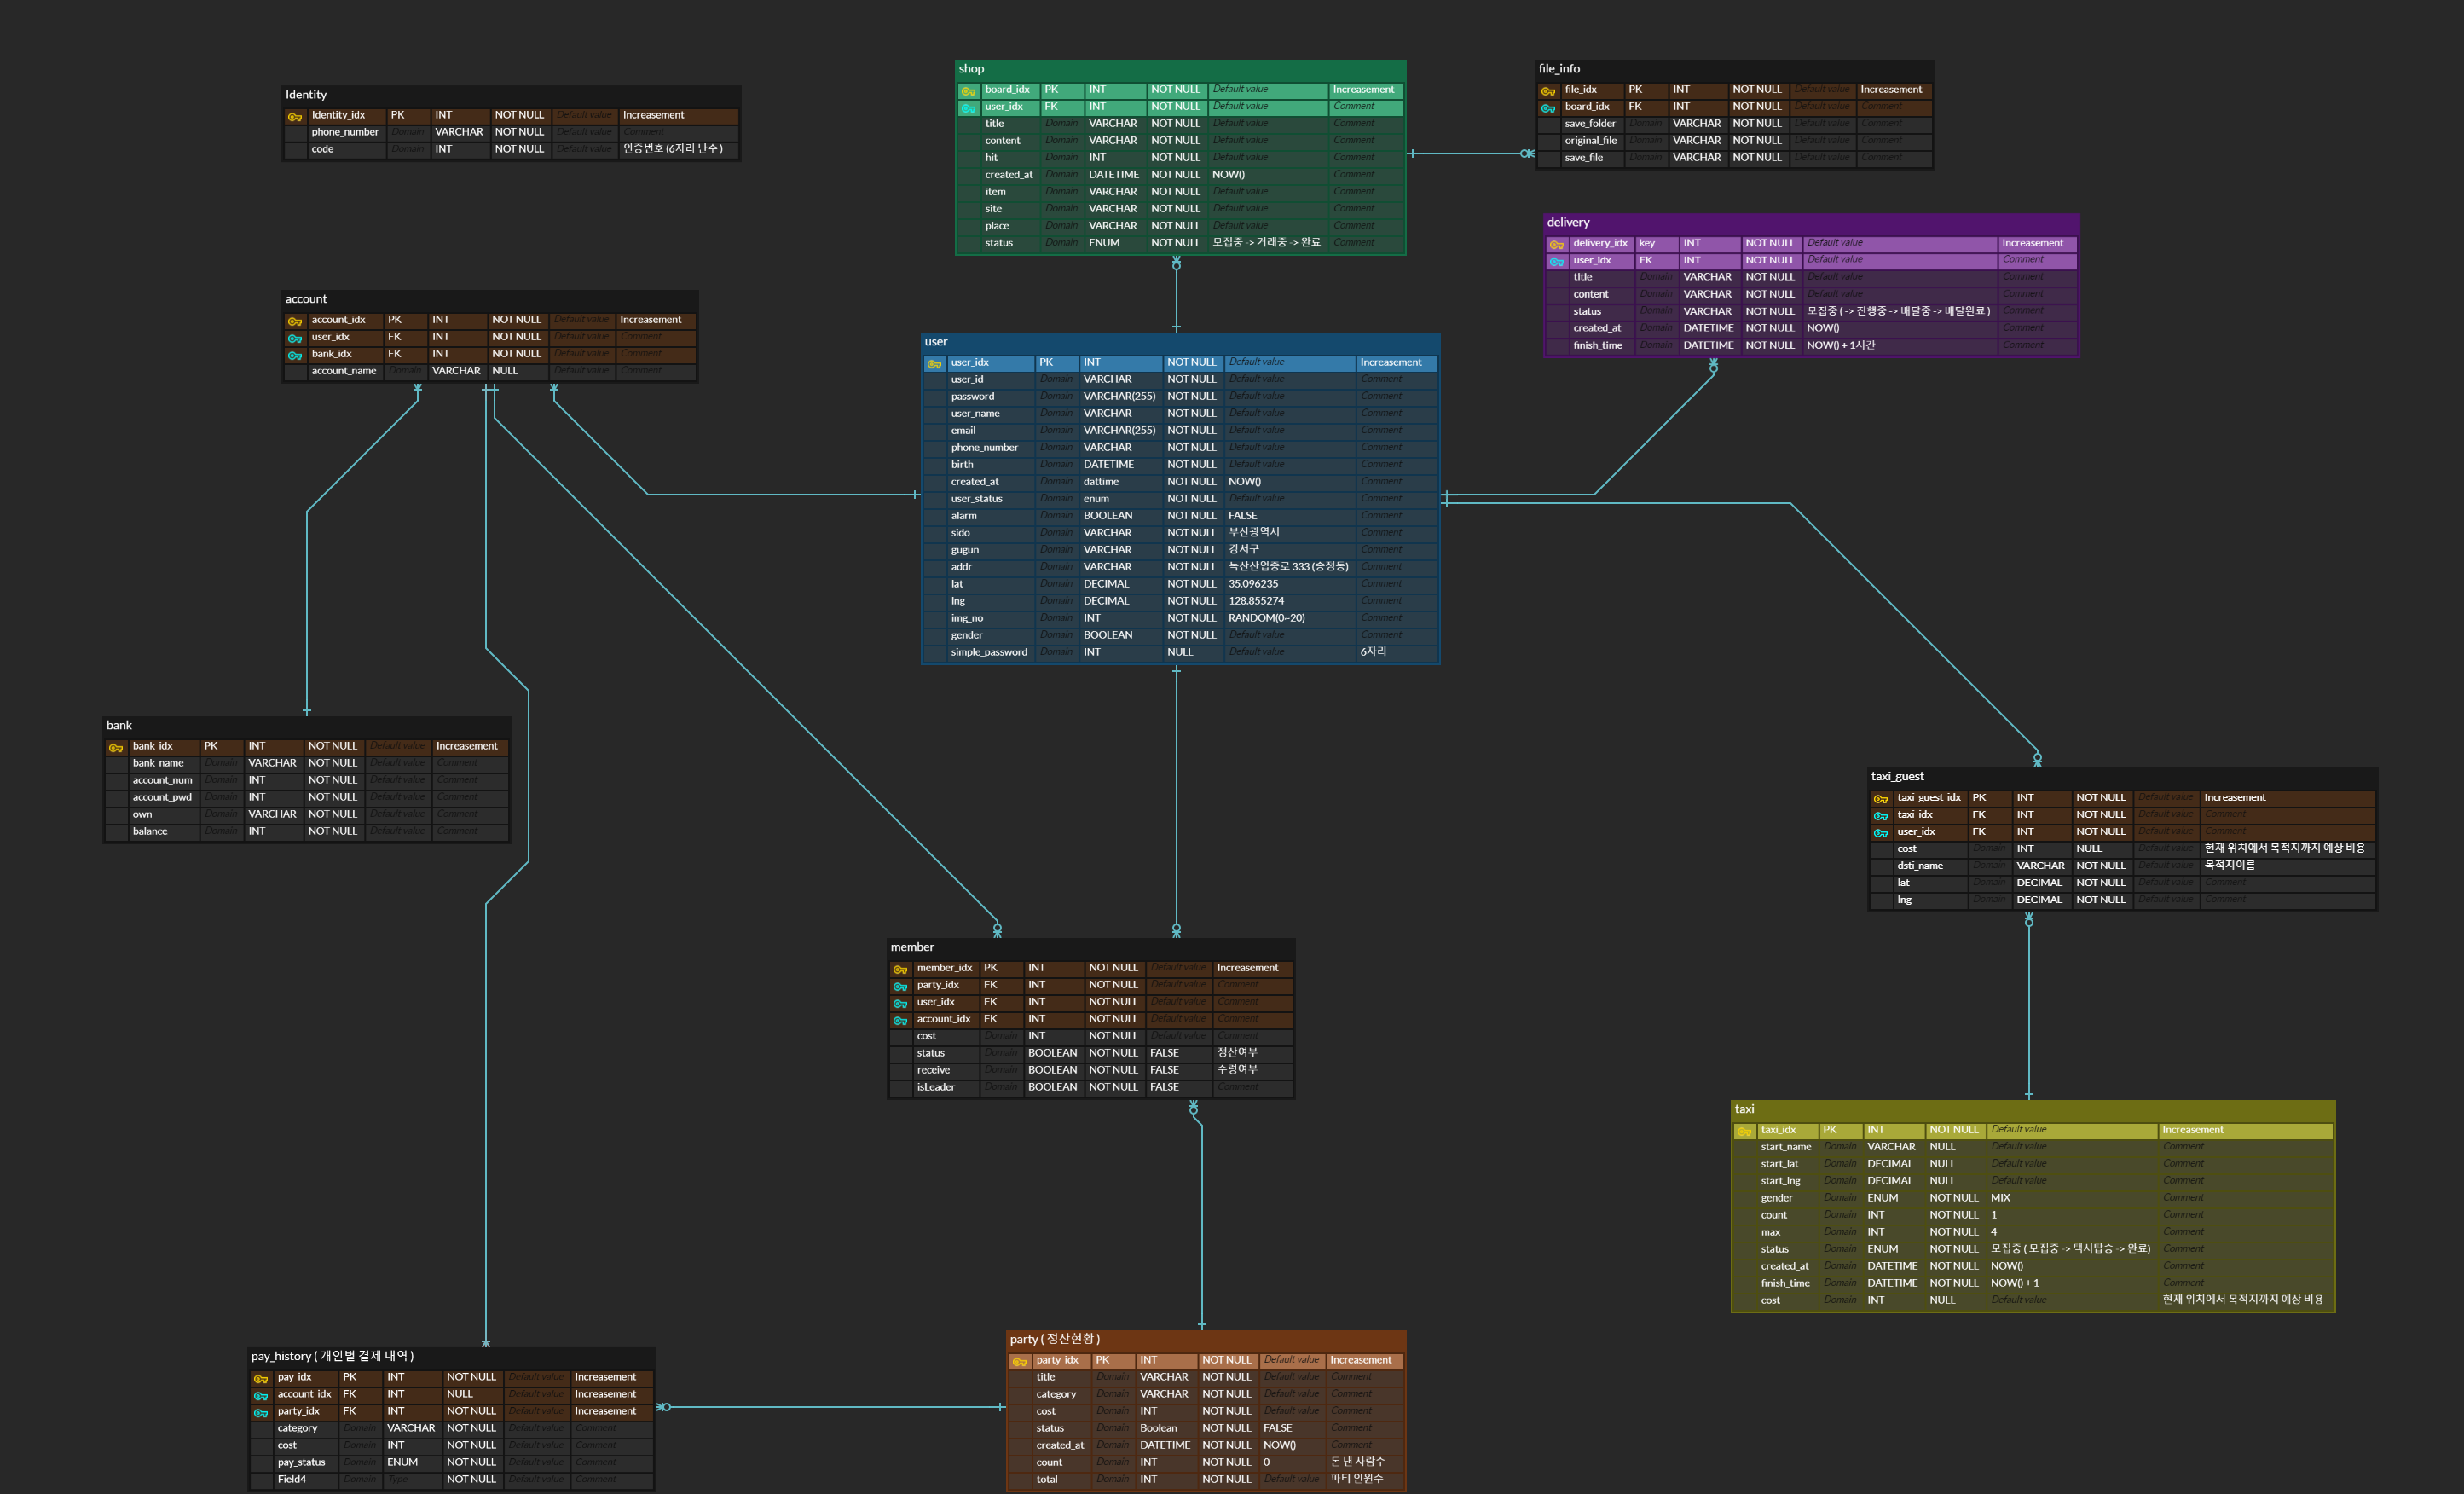 Identity
Identity_idx PK INT NOT NULL Default value Increasement
phone_number Domain VARCHAR NOT NULL Default value Comment
code Domain INT NOT NULL Default value 인증번호 (6자리 난수)
shop
board_idx PK INT NOT NULL Default value Increasement
user_idx FK INT NOT NULL Default value Comment
title Domain VARCHAR NOT NULL Default value Comment
content Domain VARCHAR NOT NULL Default value Comment
hit Domain INT NOT NULL Default value Comment
created_at Domain DATETIME NOT NULL NOW() Comment
item Domain VARCHAR NOT NULL Default value Comment
site Domain VARCHAR NOT NULL Default value Comment
place Domain VARCHAR NOT NULL Default value Comment
status Domain ENUM NOT NULL 모집중 -> 거래중 -> 완료 Comment
file_info
file_idx PK INT NOT NULL Default value Increasement
board_idx FK INT NOT NULL Default value Comment
save_folder Domain VARCHAR NOT NULL Default value Comment
original_file Domain VARCHAR NOT NULL Default value Comment
save_file Domain VARCHAR NOT NULL Default value Comment
delivery
delivery_idx key INT NOT NULL Default value Increasement
user_idx FK INT NOT NULL Default value Comment
title Domain VARCHAR NOT NULL Default value Comment
content Domain VARCHAR NOT NULL Default value Comment
status Domain VARCHAR NOT NULL 모집중 ( -> 진행중 -> 배달중 -> 배달완료 ) Comment
created_at Domain DATETIME NOT NULL NOW() Comment
finish_time Domain DATETIME NOT NULL NOW() + 1시간 Comment
account
account_idx PK INT NOT NULL Default value Increasement
user_idx FK INT NOT NULL Default value Comment
bank_idx FK INT NOT NULL Default value Comment
account_name Domain VARCHAR NULL Default value Comment
user
user_idx PK INT NOT NULL Default value Increasement
user_id Domain VARCHAR NOT NULL Default value Comment
password Domain VARCHAR(255) NOT NULL Default value Comment
user_name Domain VARCHAR NOT NULL Default value Comment
email Domain VARCHAR(255) NOT NULL Default value Comment
phone_number Domain VARCHAR NOT NULL Default value Comment
birth Domain DATETIME NOT NULL Default value Comment
created_at Domain dattime NOT NULL NOW() Comment
user_status Domain enum NOT NULL Default value Comment
alarm Domain BOOLEAN NOT NULL FALSE Comment
sido Domain VARCHAR NOT NULL 부산광역시 Comment
gugun Domain VARCHAR NOT NULL 강서구 Comment
addr Domain VARCHAR NOT NULL 녹산산업중로 333 (송정동) Comment
lat Domain DECIMAL NOT NULL 35.096235 Comment
lng Domain DECIMAL NOT NULL 128.855274 Comment
img_no Domain INT NOT NULL RANDOM(0~20) Comment
gender Domain BOOLEAN NOT NULL Default value Comment
simple_password Domain INT NULL Default value 6자리
bank
bank_idx PK INT NOT NULL Default value Increasement
bank_name Domain VARCHAR NOT NULL Default value Comment
account_num Domain INT NOT NULL Default value Comment
account_pwd Domain INT NOT NULL Default value Comment
own Domain VARCHAR NOT NULL Default value Comment
balance Domain INT NOT NULL Default value Comment
taxi_guest
taxi_guest_idx PK INT NOT NULL Default value Increasement
taxi_idx FK INT NOT NULL Default value Comment
user_idx FK INT NOT NULL Default value Comment
cost Domain INT NULL Default value 현재 위치에서 목적지까지 예상 비용
dsti_name Domain VARCHAR NOT NULL Default value 목적지이름
lat Domain DECIMAL NOT NULL Default value Comment
lng Domain DECIMAL NOT NULL Default value Comment
member
member_idx PK INT NOT NULL Default value Increasement
party_idx FK INT NOT NULL Default value Comment
user_idx FK INT NOT NULL Default value Comment
account_idx FK INT NOT NULL Default value Comment
cost Domain INT NOT NULL Default value Comment
status Domain BOOLEAN NOT NULL FALSE 정산여부
receive Domain BOOLEAN NOT NULL FALSE 수령여부
isLeader Domain BOOLEAN NOT NULL FALSE Comment
taxi
taxi_idx PK INT NOT NULL Default value Increasement
start_name Domain VARCHAR NULL Default value Comment
start_lat Domain DECIMAL NULL Default value Comment
start_lng Domain DECIMAL NULL Default value Comment
gender Domain ENUM NOT NULL MIX Comment
count Domain INT NOT NULL 1 Comment
max Domain INT NOT NULL 4 Comment
status Domain ENUM NOT NULL 모집중 ( 모집중 -> 택시탑승 -> 완료) Comment
created_at Domain DATETIME NOT NULL NOW() Comment
finish_time Domain DATETIME NOT NULL NOW() + 1 Comment
cost Domain INT NULL Default value 현재 위치에서 목적지까지 예상 비용
pay_history ( 개인별 결제 내역 )
pay_idx PK INT NOT NULL Default value Increasement
account_idx FK INT NULL Default value Increasement
party_idx FK INT NOT NULL Default value Increasement
category Domain VARCHAR NOT NULL Default value Comment
cost Domain INT NOT NULL Default value Comment
pay_status Domain ENUM NOT NULL Default value Comment
Field4 Domain Type NOT NULL Default value Comment
party ( 정산현황 )
party_idx PK INT NOT NULL Default value Increasement
title Domain VARCHAR NOT NULL Default value Comment
category Domain VARCHAR NOT NULL Default value Comment
cost Domain INT NOT NULL Default value Comment
status Domain Boolean NOT NULL FALSE Comment
created_at Domain DATETIME NOT NULL NOW() Comment
count Domain INT NOT NULL 0 돈 낸 사람수
total Domain INT NOT NULL Default value 파티 인원수